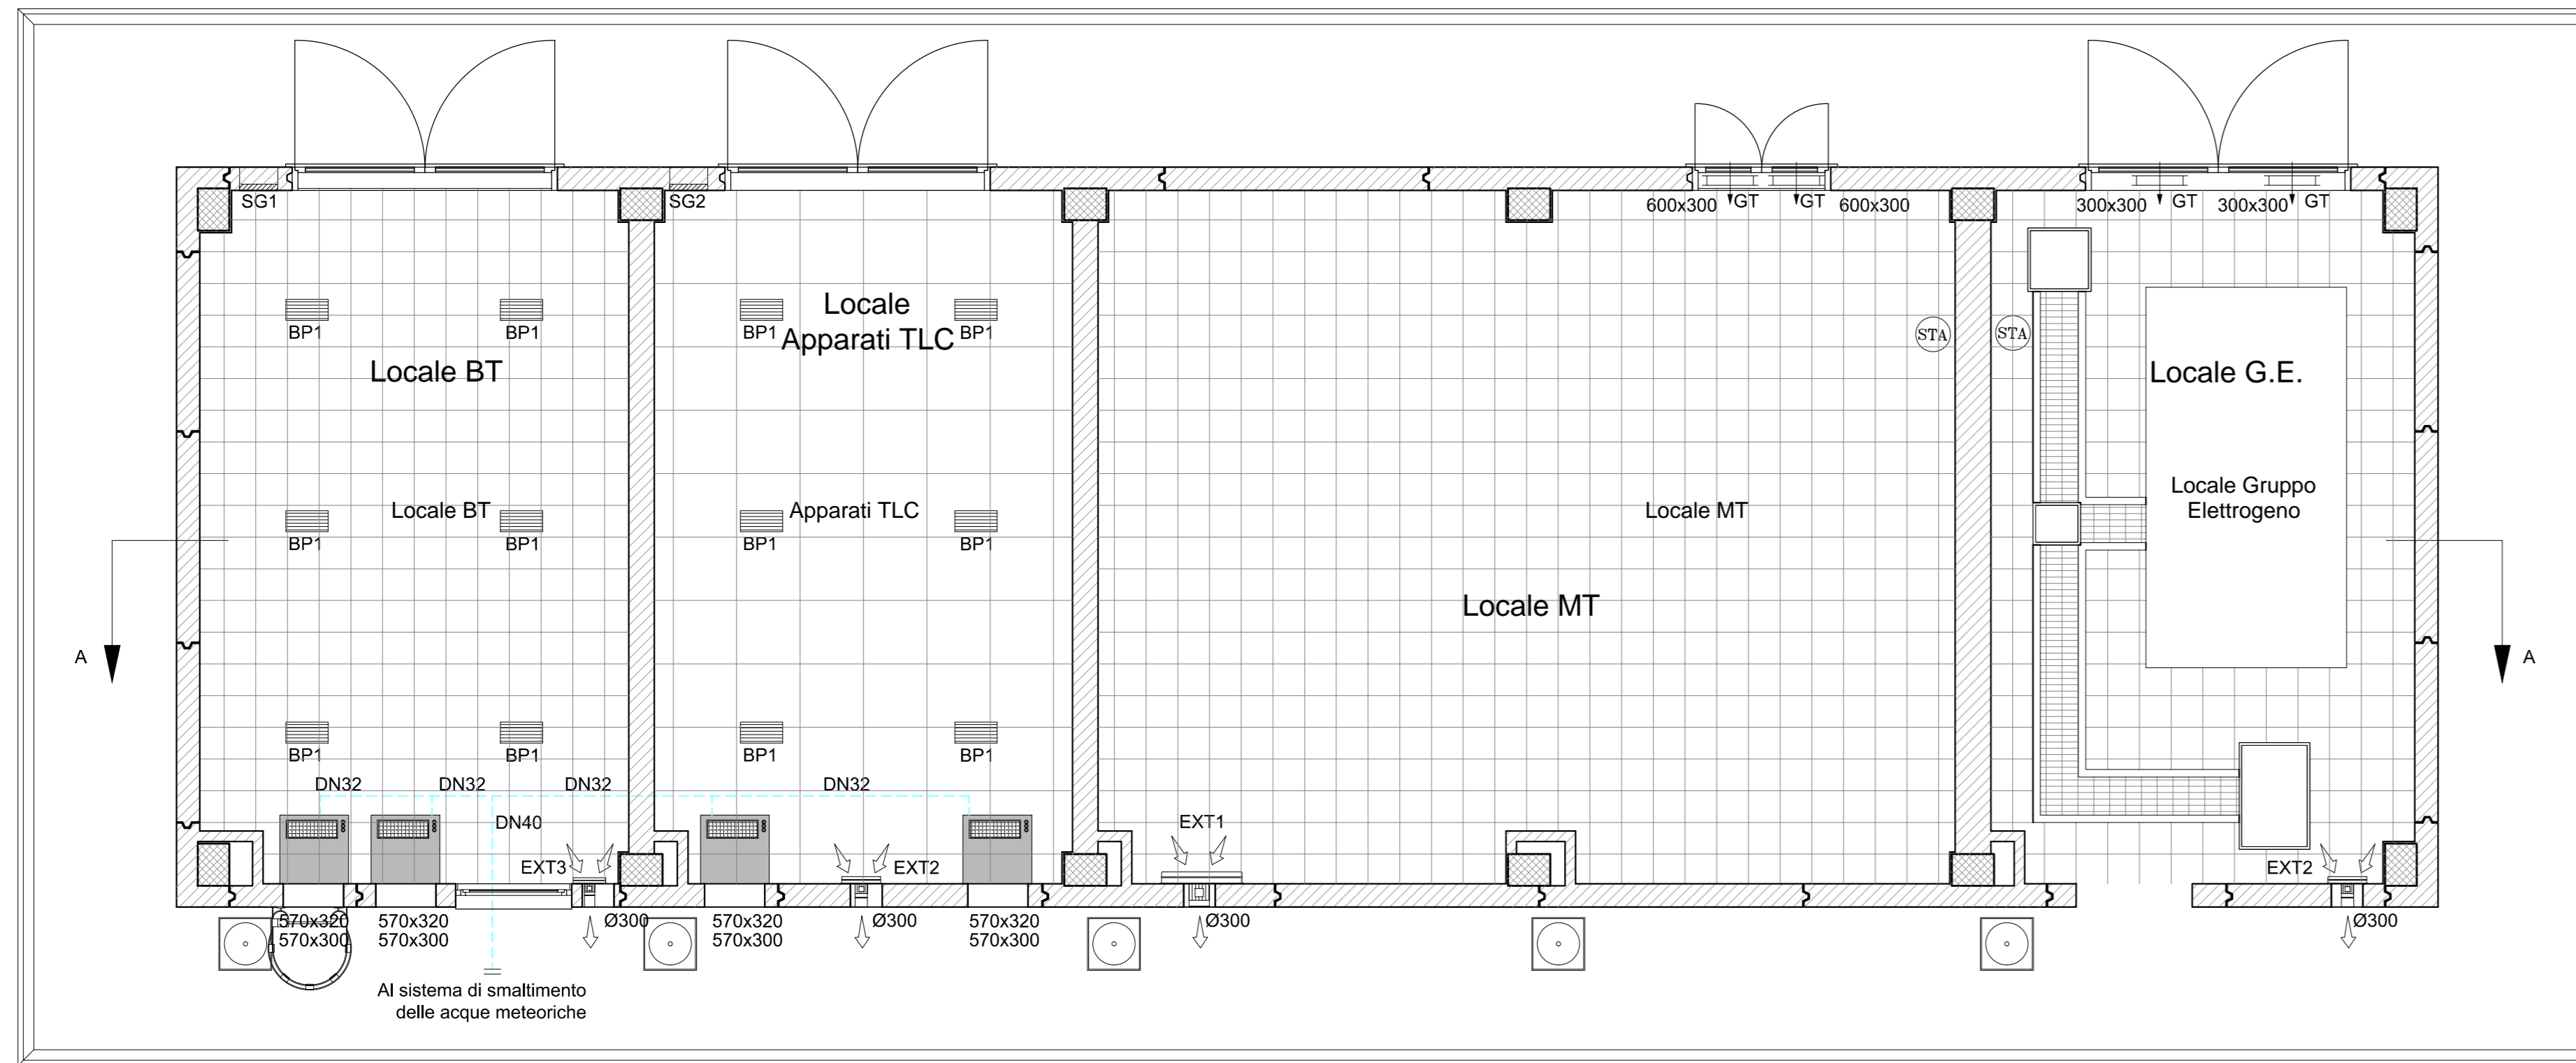 SG1
SG2
600x300
GT
GT
600x300
300x300
GT
300x300
GT
BP1
BP1
BP1
BP1
Locale
Apparati TLC
STA
STA
Locale BT
Locale G.E.
Locale BT
Apparati TLC
Locale MT
Locale Gruppo
Elettrogeno
BP1
BP1
BP1
BP1
Locale MT
A
A
BP1
BP1
BP1
BP1
DN32
DN32
DN32
DN32
DN40
EXT1
EXT3
EXT2
EXT2
570x320
570x300
570x320
570x300
Ø300
570x320
570x300
Ø300
570x320
570x300
Ø300
Ø300
Al sistema di smaltimento
delle acque meteoriche